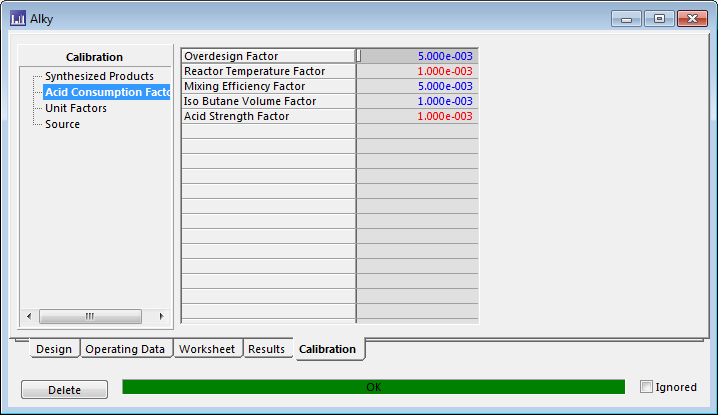 Alky
Calibration
Synthesized Products
Acid Consumption Facto
Unit Factors
Source
Overdesign Factor 5.000e-003
Reactor Temperature Factor 1.000e-003
Mixing Efficiency Factor 5.000e-003
Iso Butane Volume Factor 1.000e-003
Acid Strength Factor 1.000e-003
Design Operating Data Worksheet Results Calibration
Delete OK Ignored